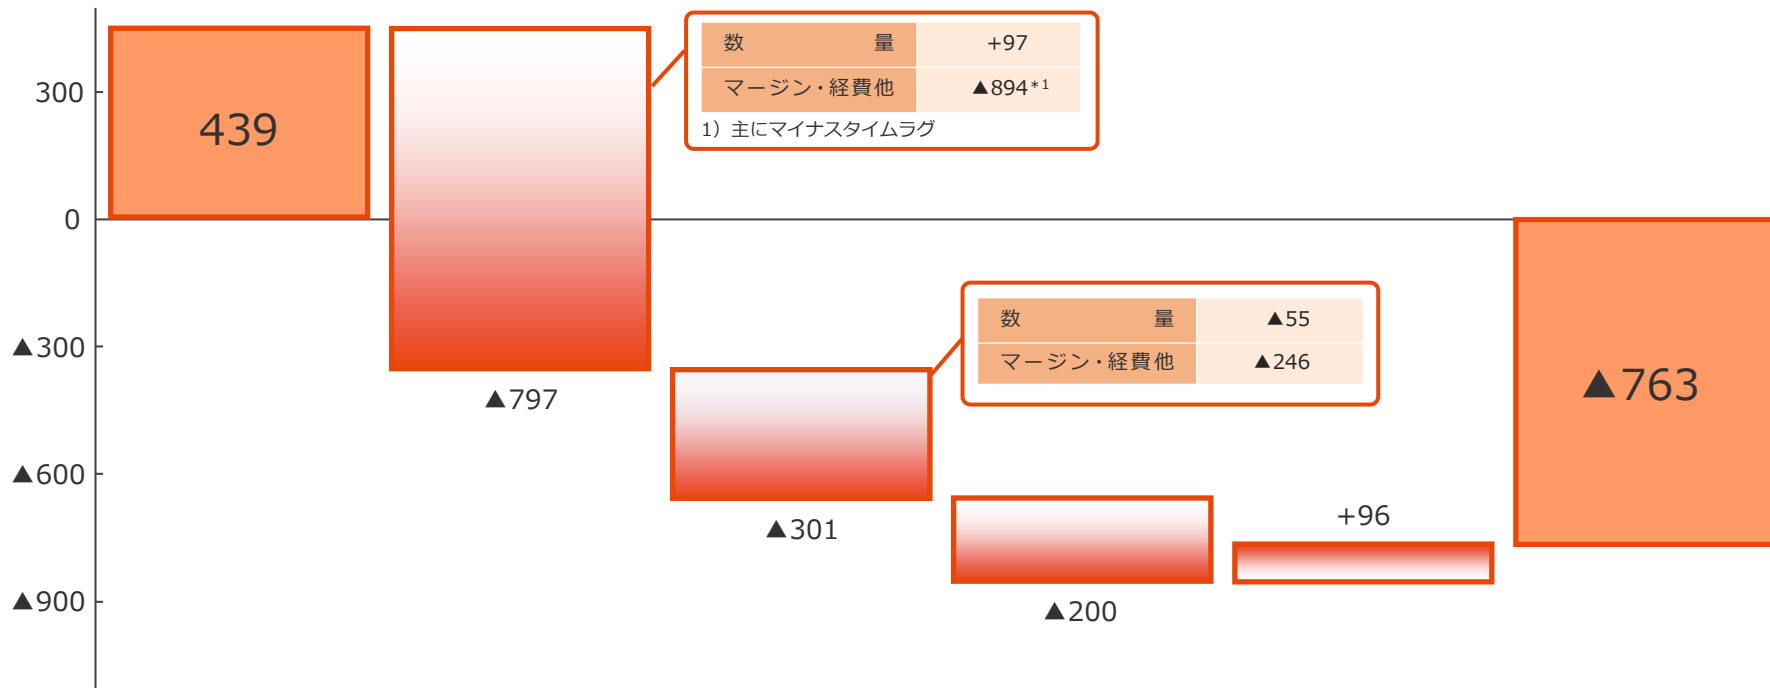 300
0
▲300
▲600
▲900
439
▲797
数量 +97
マージン・経費他 ▲894*1
1）主にマイナスタイムラグ
▲301
数量 ▲55
マージン・経費他 ▲246
▲200
+96
▲763